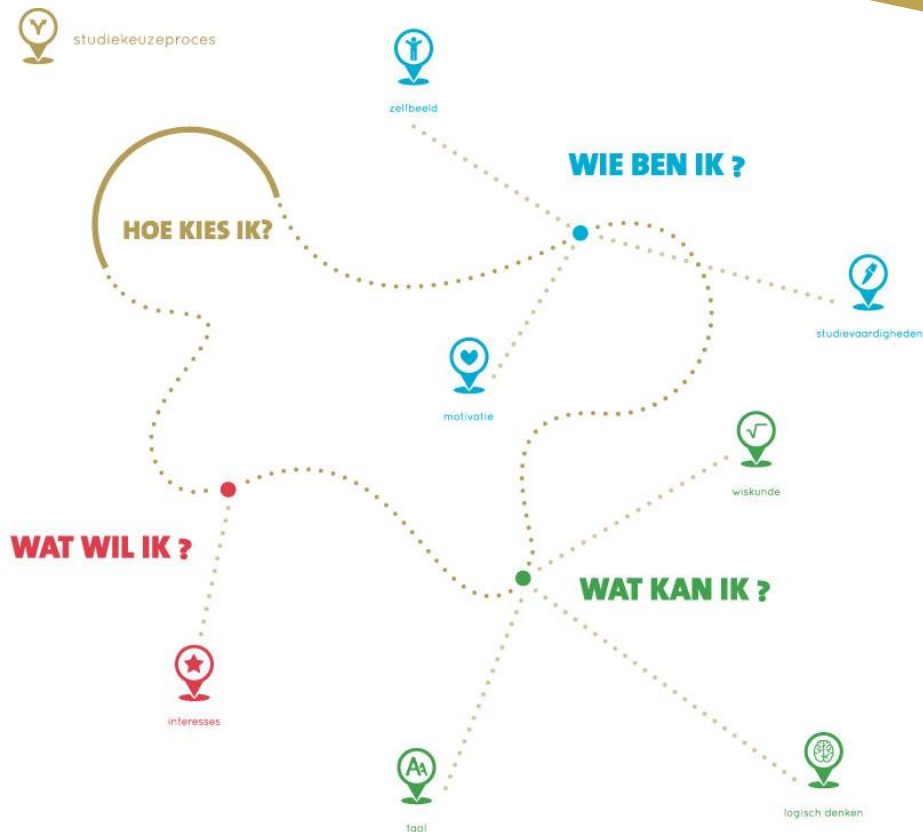 studiekeuzeproces
zelfbeeld
WIE BEN IK ?
HOE KIES IK?
studievaardigheden
motivatie
wiskunde
WAT WIL IK ?
WAT KAN IK ?
interesses
AA
logisch denken
taal